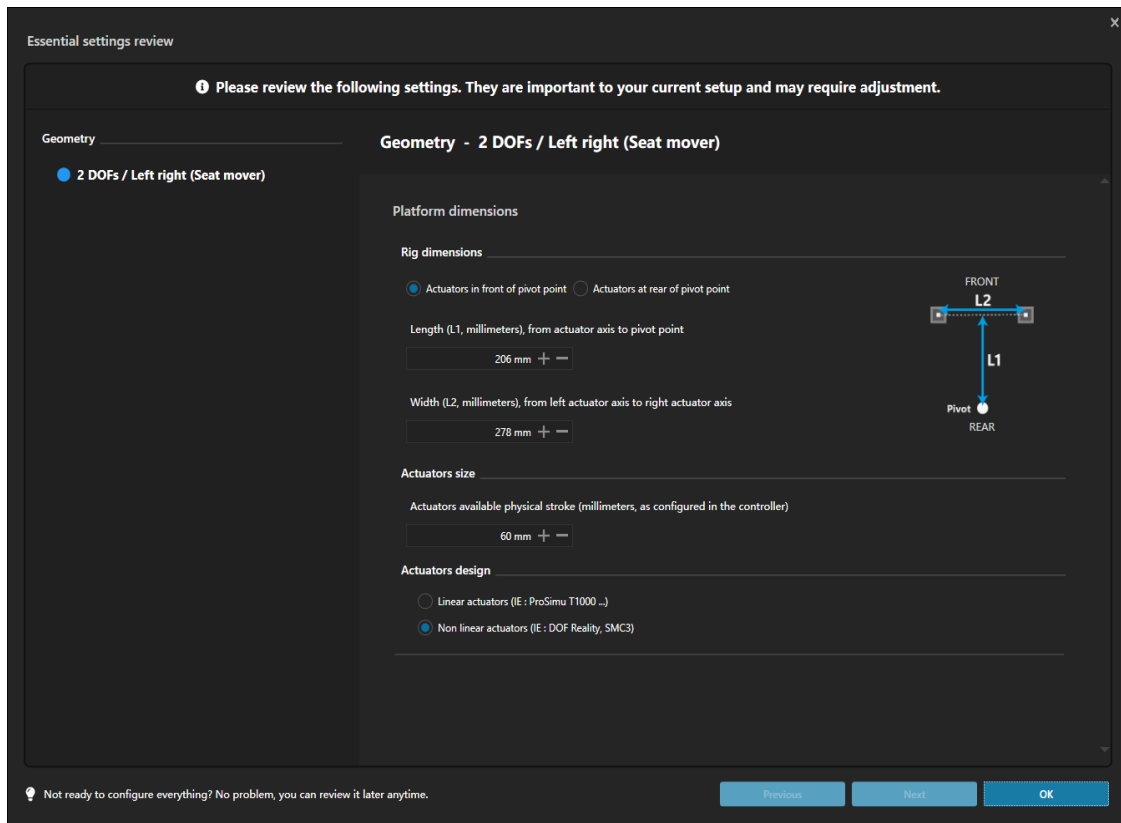 Essential settings review
Please review the following settings. They are important to your current setup and may require adjustment.
Geometry
2 DOFs / Left right (Seat mover)
Geometry - 2 DOFs / Left right (Seat mover)
Platform dimensions
Rig dimensions
Actuators in front of pivot point Actuators at rear of pivot point
Length (L1, millimeters), from actuator axis to pivot point
206 mm
Width (L2, millimeters), from left actuator axis to right actuator axis
278 mm
FRONT
L2
L1
Pivot
REAR
Actuators size
Actuators available physical stroke (millimeters, as configured in the controller)
60 mm
Actuators design
Linear actuators (IE : ProSimu T1000 ...)
Non linear actuators (IE : DOF Reality, SMC3)
Not ready to configure everything? No problem, you can review it later anytime.
Previous Next OK